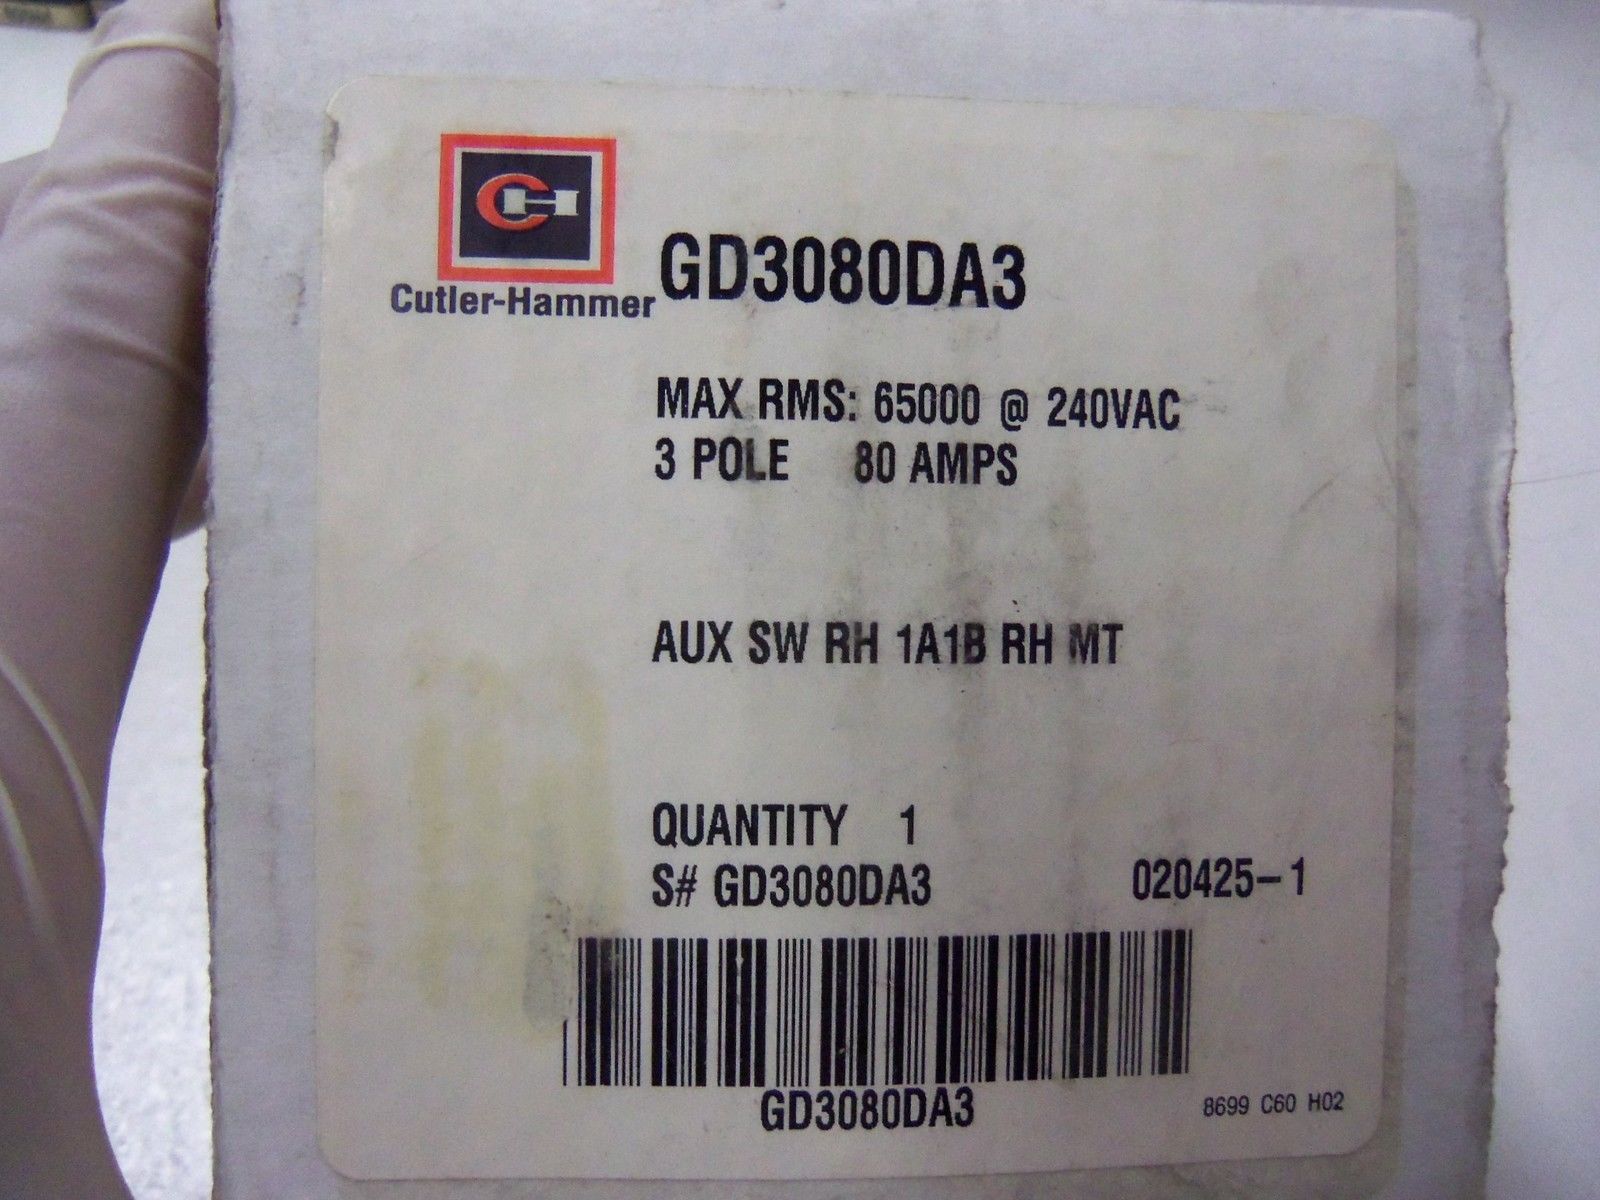 CH
Cutler-Hammer
GD3080DA3
MAX RMS: 65000 @ 240VAC
3 POLE 80 AMPS
AUX SW RH 1A1B RH MT
QUANTITY 1
S# GD3080DA3 020425-1
GD3080DA3
8699 C60 H02